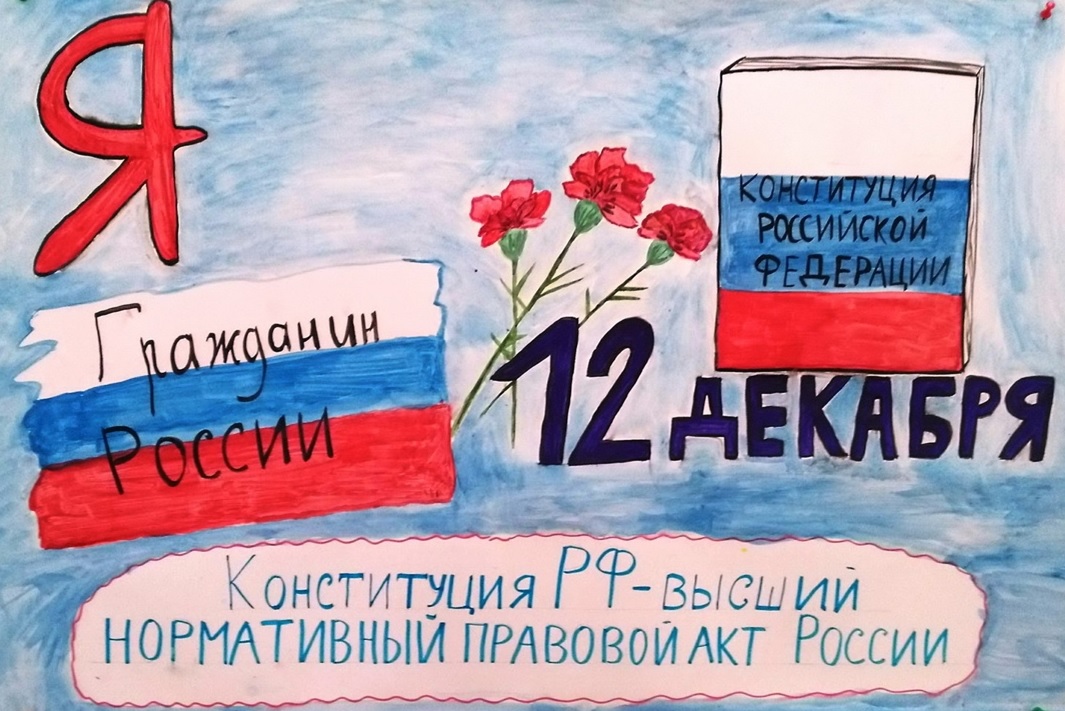 Я
Гражданин
России
КОНСТИТУЦИЯ
РОССИЙСКОЙ
ФЕДЕРАЦИИ
12 ДЕКАБРЯ
КОНСТИТУЦИЯ РФ-ВЫСШИЙ
НОРМАТИВНЫЙ ПРАВОВОЙ АКТ РОССИИ